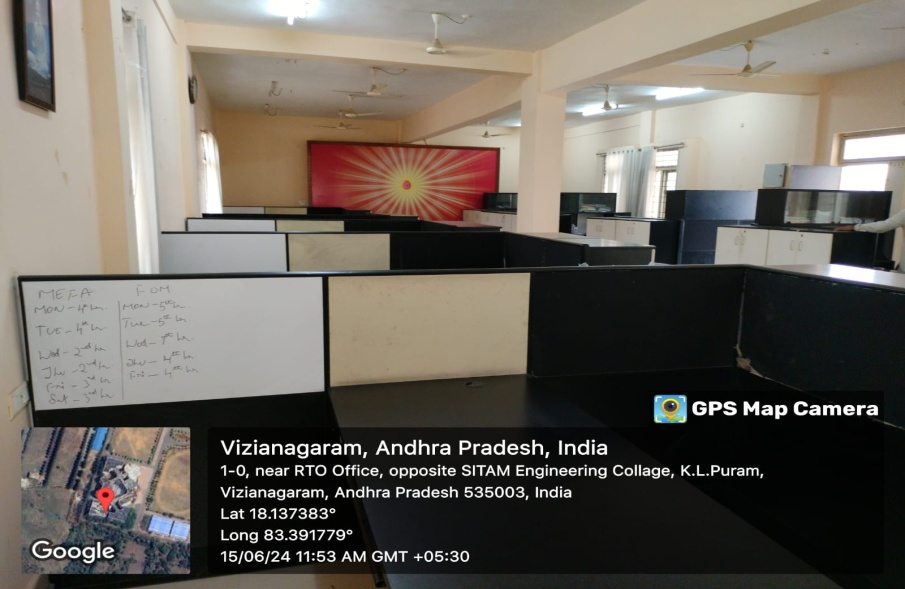 MEFA FOM
MON - 4th hr MON - 5th hr
TUE - 4th hr Tue - 5th hr
Wed - 2nd hr Wed - 1st hr
Thu - 2nd hr Thu - 4th hr
Fri - 3rd hr Fri - 4th hr
Sat - 3rd hr
GPS Map Camera
Vizianagaram, Andhra Pradesh, India
1-0, near RTO Office, opposite SITAM Engineering Collage, K.L.Puram,
Vizianagaram, Andhra Pradesh 535003, India
Lat 18.137383°
Long 83.391779°
15/06/24 11:53 AM GMT +05:30
Google